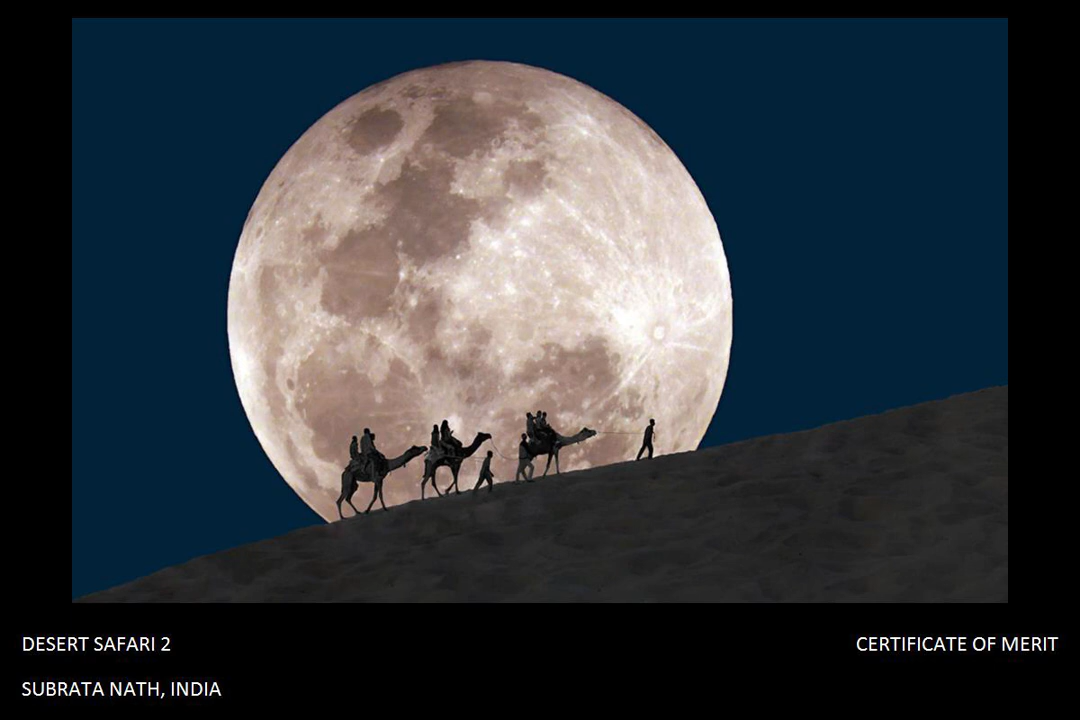 DESERT SAFARI 2
CERTIFICATE OF MERIT
SUBRATA NATH, INDIA